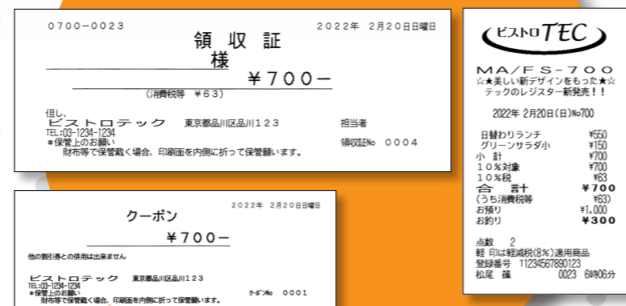 0700-0023 2022年 2月20日日曜日
領収証
様
¥700-
(消費税等 ¥63)
但し、
ビストロテック 東京都品川区品川123 担当者
TEL:03-1234-1234
*保管上のお願い 領収証No 0004
財布等で保管戴く場合、印刷面を内側に折って保管願います。
2022年 2月20日日曜日
クーポン
¥700-
他の割引券との併用は出来ません
ビストロテック 東京都品川区品川123
TEL:03-1234-1234
*保管上のお願い クーポンNo 0001
財布等で保管戴く場合、印刷面を内側に折って保管願います。
ビストロTEC
MA/FS-700
☆★美しい新デザインをもった★☆
テックのレジスター新発売!!
2022年 2月20日(日)No700
日替わりランチ ¥550
グリーンサラダ小 ¥150
小 計 ¥700
10%対象 ¥700
10%税 ¥63
合 計 ¥700
(うち消費税等 ¥63)
お預り ¥1,000
お釣り ¥300
点数 2
軽 印は軽減税(8%)適用商品
登録番号 11234567890123
松尾 篠 0023 6時06分